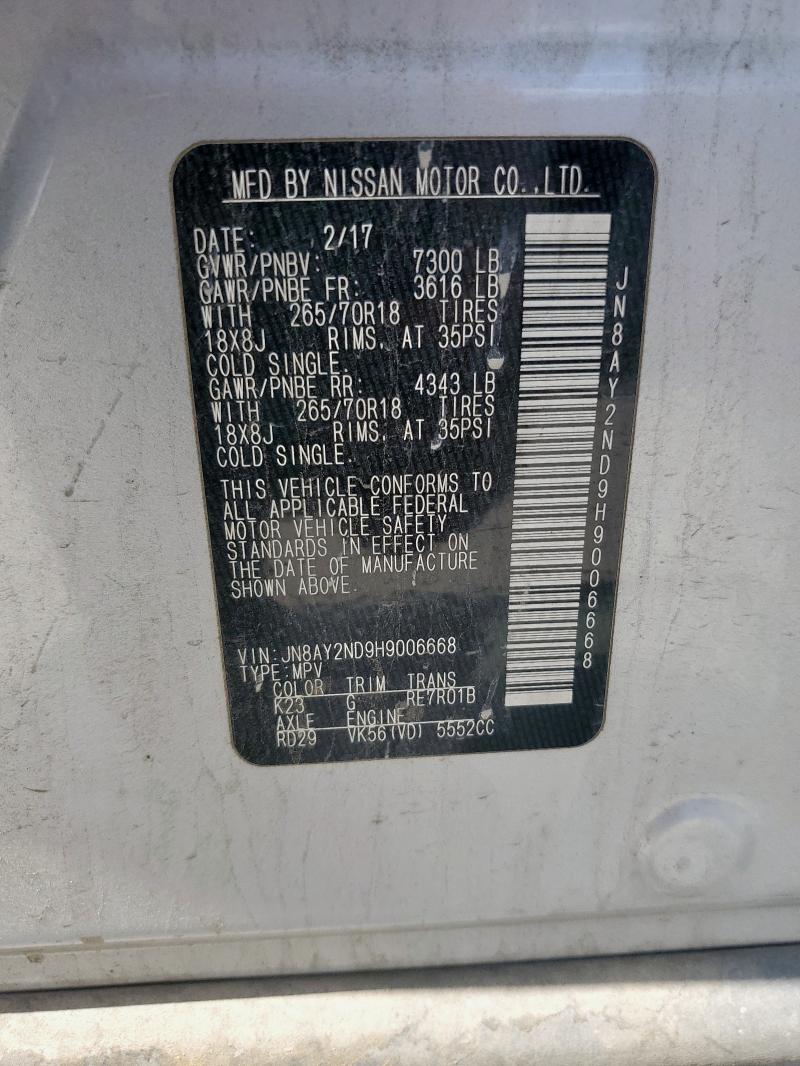 MFD BY NISSAN MOTOR CO.,LTD.
DATE: 2/17
GVWR/PNBV: 7300 LB
GAWR/PNBE FR: 3616 LB
WITH 265/70R18 TIRES
18X8J RIMS, AT 35PSI
COLD SINGLE.
GAWR/PNBE RR: 4343 LB
WITH 265/70R18 TIRES
18X8J RIMS, AT 35PSI
COLD SINGLE.
THIS VEHICLE CONFORMS TO
ALL APPLICABLE FEDERAL
MOTOR VEHICLE SAFETY
STANDARDS IN EFFECT ON
THE DATE OF MANUFACTURE
SHOWN ABOVE.
VIN:JN8AY2ND9H9006668
TYPE:MPV
COLOR TRIM TRANS
K23 G RE7R01B
AXLE ENGINE
RD29 VK56(VD) 5552CC
JN8AY2ND9H9006668